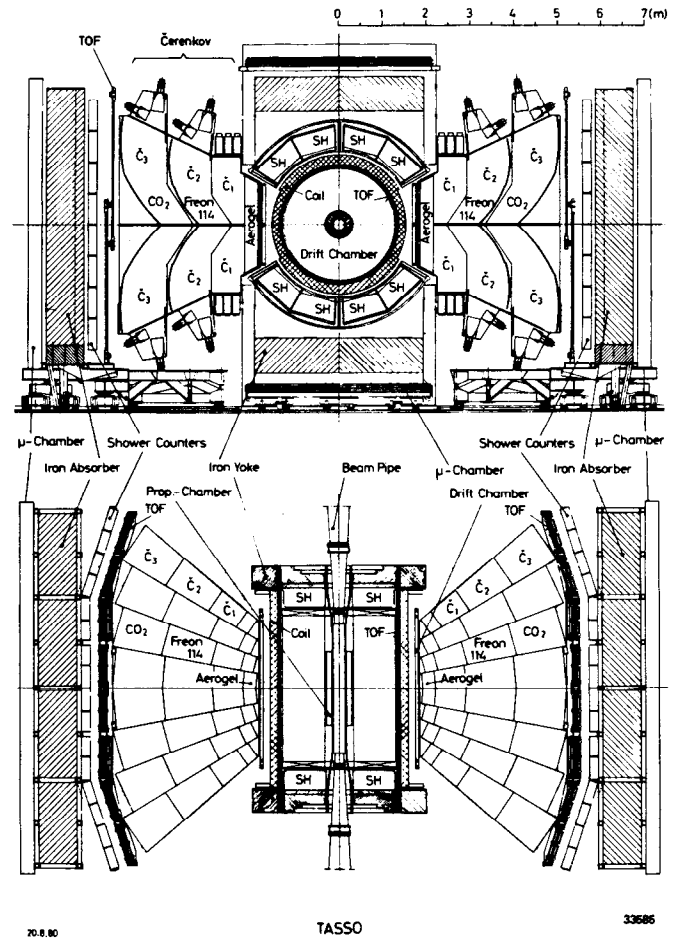 0 1 2 3 4 5 6 7(m)
TOF
Čerenkov
SH SH
SH SH
Č3 Č2 Č1
Č1 Č2 Č3
CO2
Freon
114
Aerogel
Coil
TOF
Aerogel
Freon
114
CO2
Drift Chamber
Č3 Č2 Č1
Č1 Č2 Č3
SH SH
SH SH
μ-Chamber
Shower Counters
Iron Absorber
Iron Yoke
Beam Pipe
μ-Chamber
Shower Counters
Iron Absorber
μ-Chamber
Prop.-Chamber
Drift Chamber
TOF
TOF
Č3
Č2
Č1
SH SH
Č1
Č2
Č3
CO2
Freon
114
Coil
TOF
Freon
114
CO2
Aerogel
Aerogel
SH SH
20.8.80
TASSO
33686